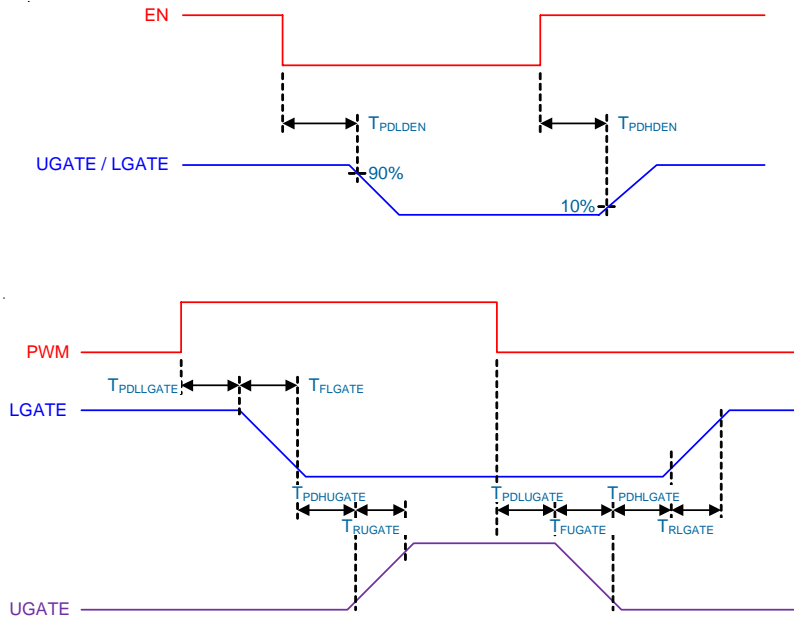 EN
TPDLDEN
TPDHDEN
UGATE / LGATE
90%
10%
PWM
TPDLLGATE
TFLGATE
LGATE
TPDHUGATE
TPDLUGATE
TPDHLGATE
TRUGATE
TFUGATE
TRLGATE
UGATE